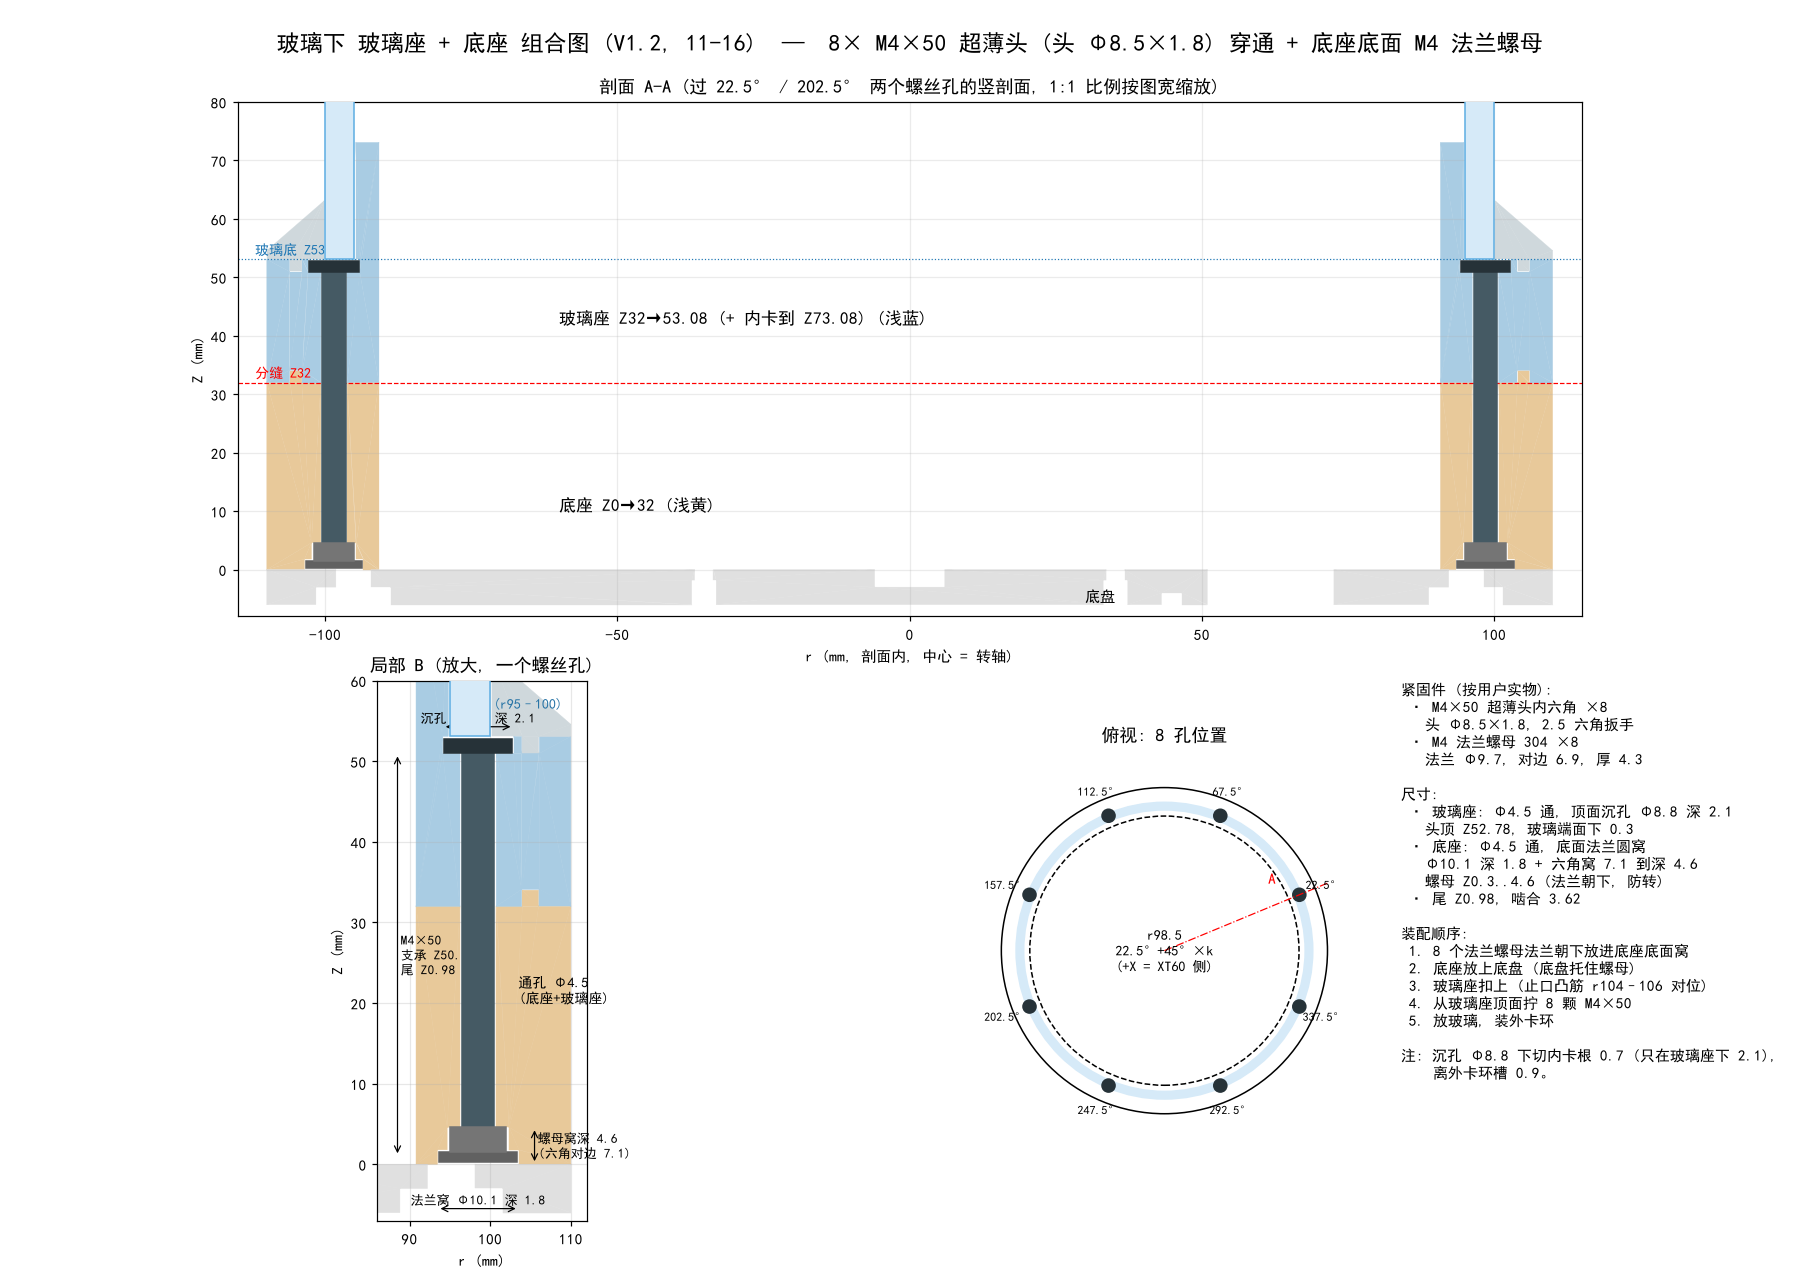 玻璃下 玻璃座 + 底座 组合图 (V1.2, 11-16) — 8× M4×50 超薄头 (头 Φ8.5×1.8) 穿通 + 底座底面 M4 法兰螺母
剖面 A-A (过 22.5° / 202.5° 两个螺丝孔的竖剖面, 1:1 比例按图宽缩放)
80
70
60
50
40
30
20
10
0
Z (mm)
玻璃底 Z53
分缝 Z32
玻璃座 Z32→53.08 (+ 内卡到 Z73.08) (浅蓝)
底座 Z0→32 (浅黄)
底盘
-100
-50
0
50
100
r (mm, 剖面内, 中心 = 转轴)
局部 B (放大, 一个螺丝孔)
60
50
40
30
20
10
0
Z (mm)
(r95-100)
沉孔
深 2.1
M4×50
支承 Z50.
尾 Z0.98
通孔 Φ4.5
(底座+玻璃座)
螺母窝深 4.6
(六角对边 7.1)
法兰窝 Φ10.1 深 1.8
90
100
110
r (mm)
俯视: 8 孔位置
112.5°
67.5°
157.5°
22.5°
A
r98.5
22.5° +45° ×k
(+X = XT60 侧)
202.5°
337.5°
247.5°
292.5°
紧固件 (按用户实物):
· M4×50 超薄头内六角 ×8
头 Φ8.5×1.8, 2.5 六角扳手
· M4 法兰螺母 304 ×8
法兰 Φ9.7, 对边 6.9, 厚 4.3
尺寸:
· 玻璃座: Φ4.5 通, 顶面沉孔 Φ8.8 深 2.1
头顶 Z52.78, 玻璃端面下 0.3
· 底座: Φ4.5 通, 底面法兰圆窝
Φ10.1 深 1.8 + 六角窝 7.1 到深 4.6
螺母 Z0.3..4.6 (法兰朝下, 防转)
· 尾 Z0.98, 啮合 3.62
装配顺序:
1. 8 个法兰螺母法兰朝下放进底座底面窝
2. 底座放上底盘 (底盘托住螺母)
3. 玻璃座扣上 (止口凸筋 r104-106 对位)
4. 从玻璃座顶面拧 8 颗 M4×50
5. 放玻璃, 装外卡环
注: 沉孔 Φ8.8 下切内卡根 0.7 (只在玻璃座下 2.1),
离外卡环槽 0.9。